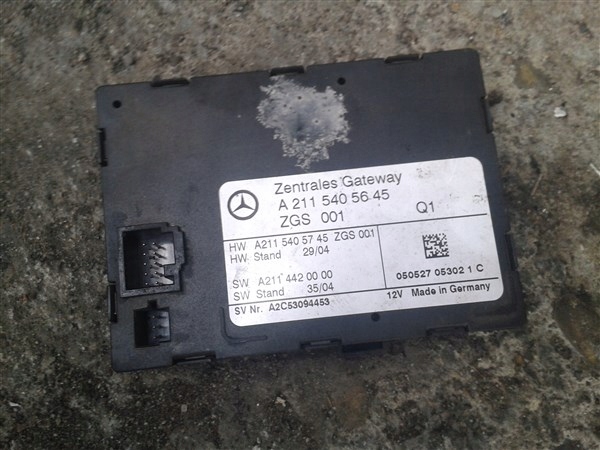 Zentrales Gateway
A 211 540 56 45
ZGS 001 Q1
HW A211 540 57 45 ZGS 001
HW Stand 29/04
SW A211 442 00 00
SW Stand 35/04
050527 05302 1 C
SV Nr. A2C53094453
12V Made in Germany